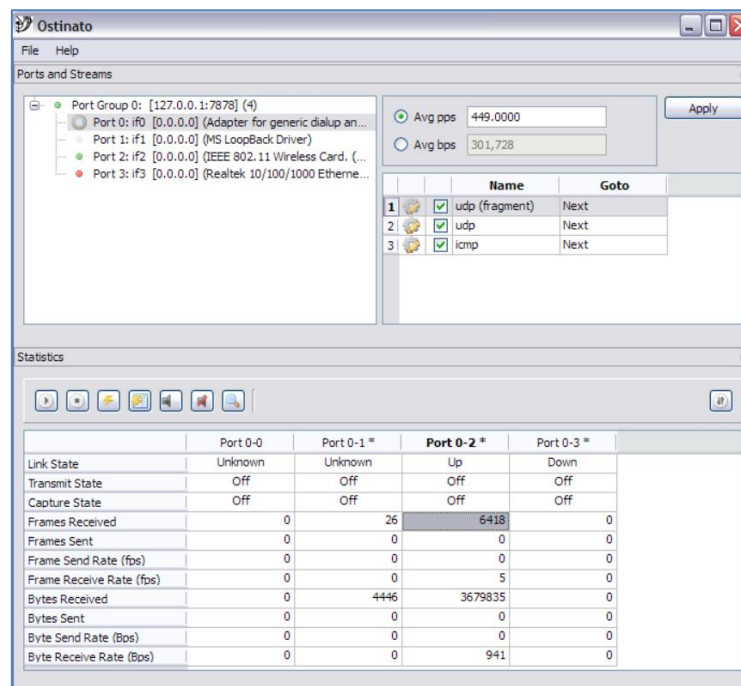 Ostinato
File Help
Ports and Streams
Port Group 0: [127.0.0.1:7878] (4)
Port 0: if0 [0.0.0.0] (Adapter for generic dialup an...
Port 1: if1 [0.0.0.0] (MS LoopBack Driver)
Port 2: if2 [0.0.0.0] (IEEE 802.11 Wireless Card. (...
Port 3: if3 [0.0.0.0] (Realtek 10/100/1000 Etherne...
Avg pps 449.0000
Avg bps 301,728
Apply
Name Goto
1 udp (fragment) Next
2 udp Next
3 icmp Next
Statistics
Port 0-0 Port 0-1 * Port 0-2 * Port 0-3 *
Link State Unknown Unknown Up Down
Transmit State Off Off Off Off
Capture State Off Off Off Off
Frames Received 0 26 6418 0
Frames Sent 0 0 0 0
Frame Send Rate (fps) 0 0 0 0
Frame Receive Rate (fps) 0 0 5 0
Bytes Received 0 4446 3679835 0
Bytes Sent 0 0 0 0
Byte Send Rate (Bps) 0 0 0 0
Byte Receive Rate (Bps) 0 0 941 0